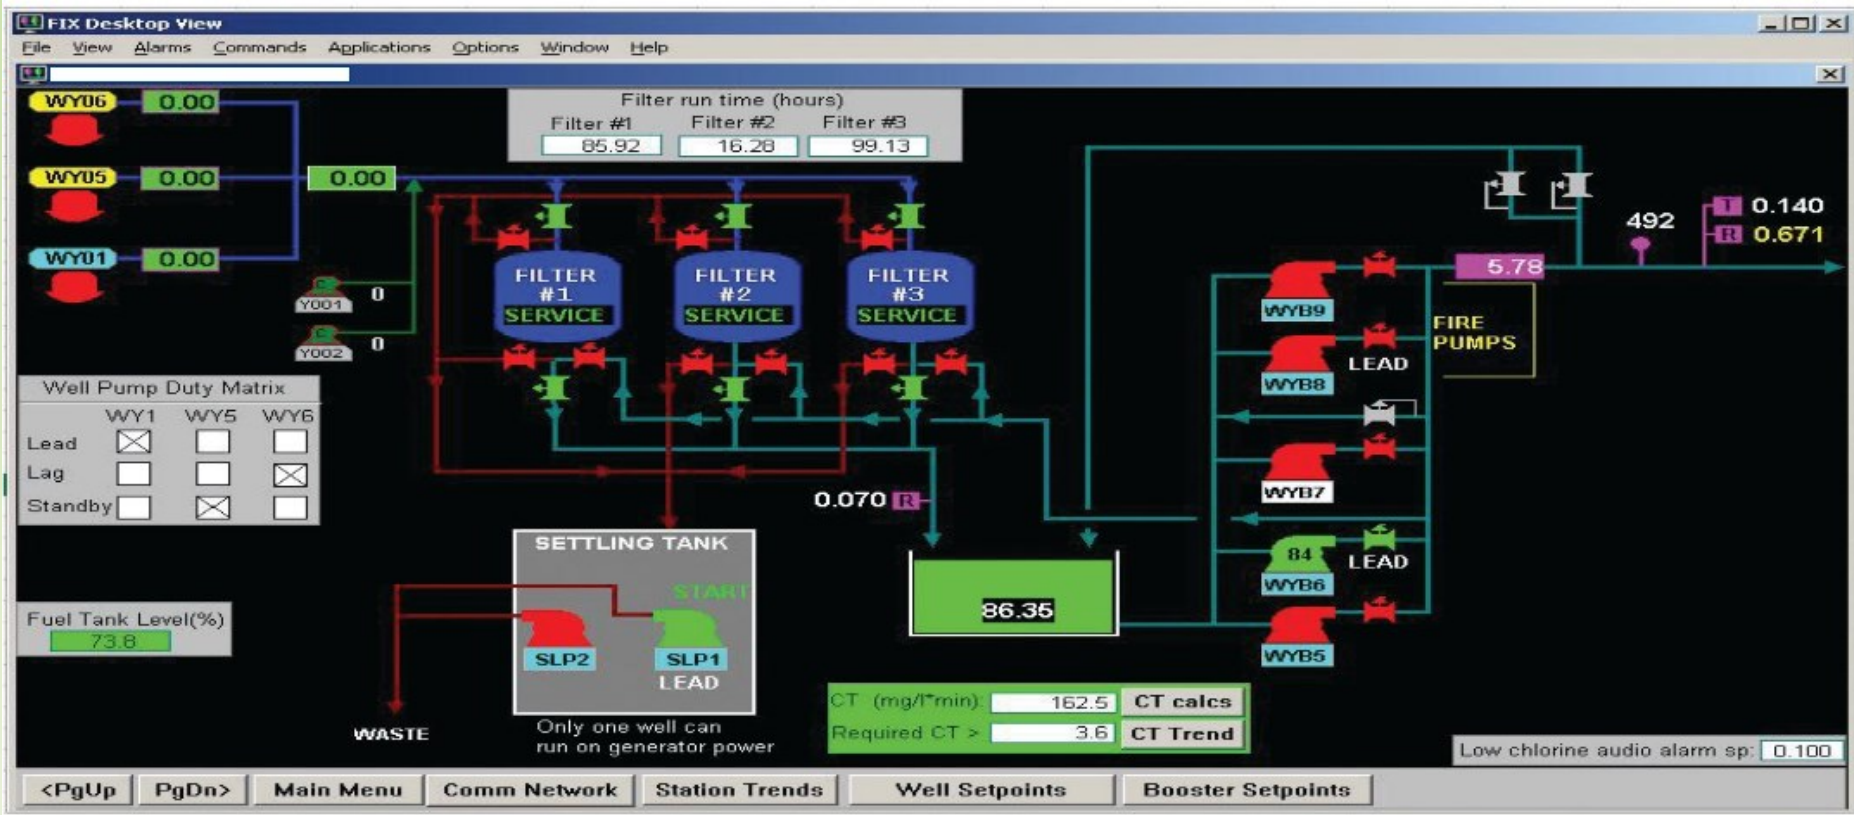 FIX Desktop View
File View Alarms Commands Applications Options Window Help
WY06 0.00
Filter run time (hours)
Filter #1 Filter #2 Filter #3
85.92 16.28 99.13
WY05 0.00 0.00
WY01 0.00
Y001 0
Y002 0
FILTER #1 SERVICE
FILTER #2 SERVICE
FILTER #3 SERVICE
492
T 0.140
R 0.671
5.78
WYB9
FIRE PUMPS
WYB8 LEAD
WYB7
84 WYB6 LEAD
WYB5
Well Pump Duty Matrix
WY1 WY5 WY6
Lead
Lag
Standby
0.070 R
SETTLING TANK
START
SLP2 SLP1
LEAD
86.35
Fuel Tank Level(%)
73.8
WASTE
Only one well can
run on generator power
CT (mg/l*min): 162.5 CT calcs
Required CT > 3.6 CT Trend
Low chlorine audio alarm sp: 0.100
<PgUp PgDn> Main Menu Comm Network Station Trends Well Setpoints Booster Setpoints